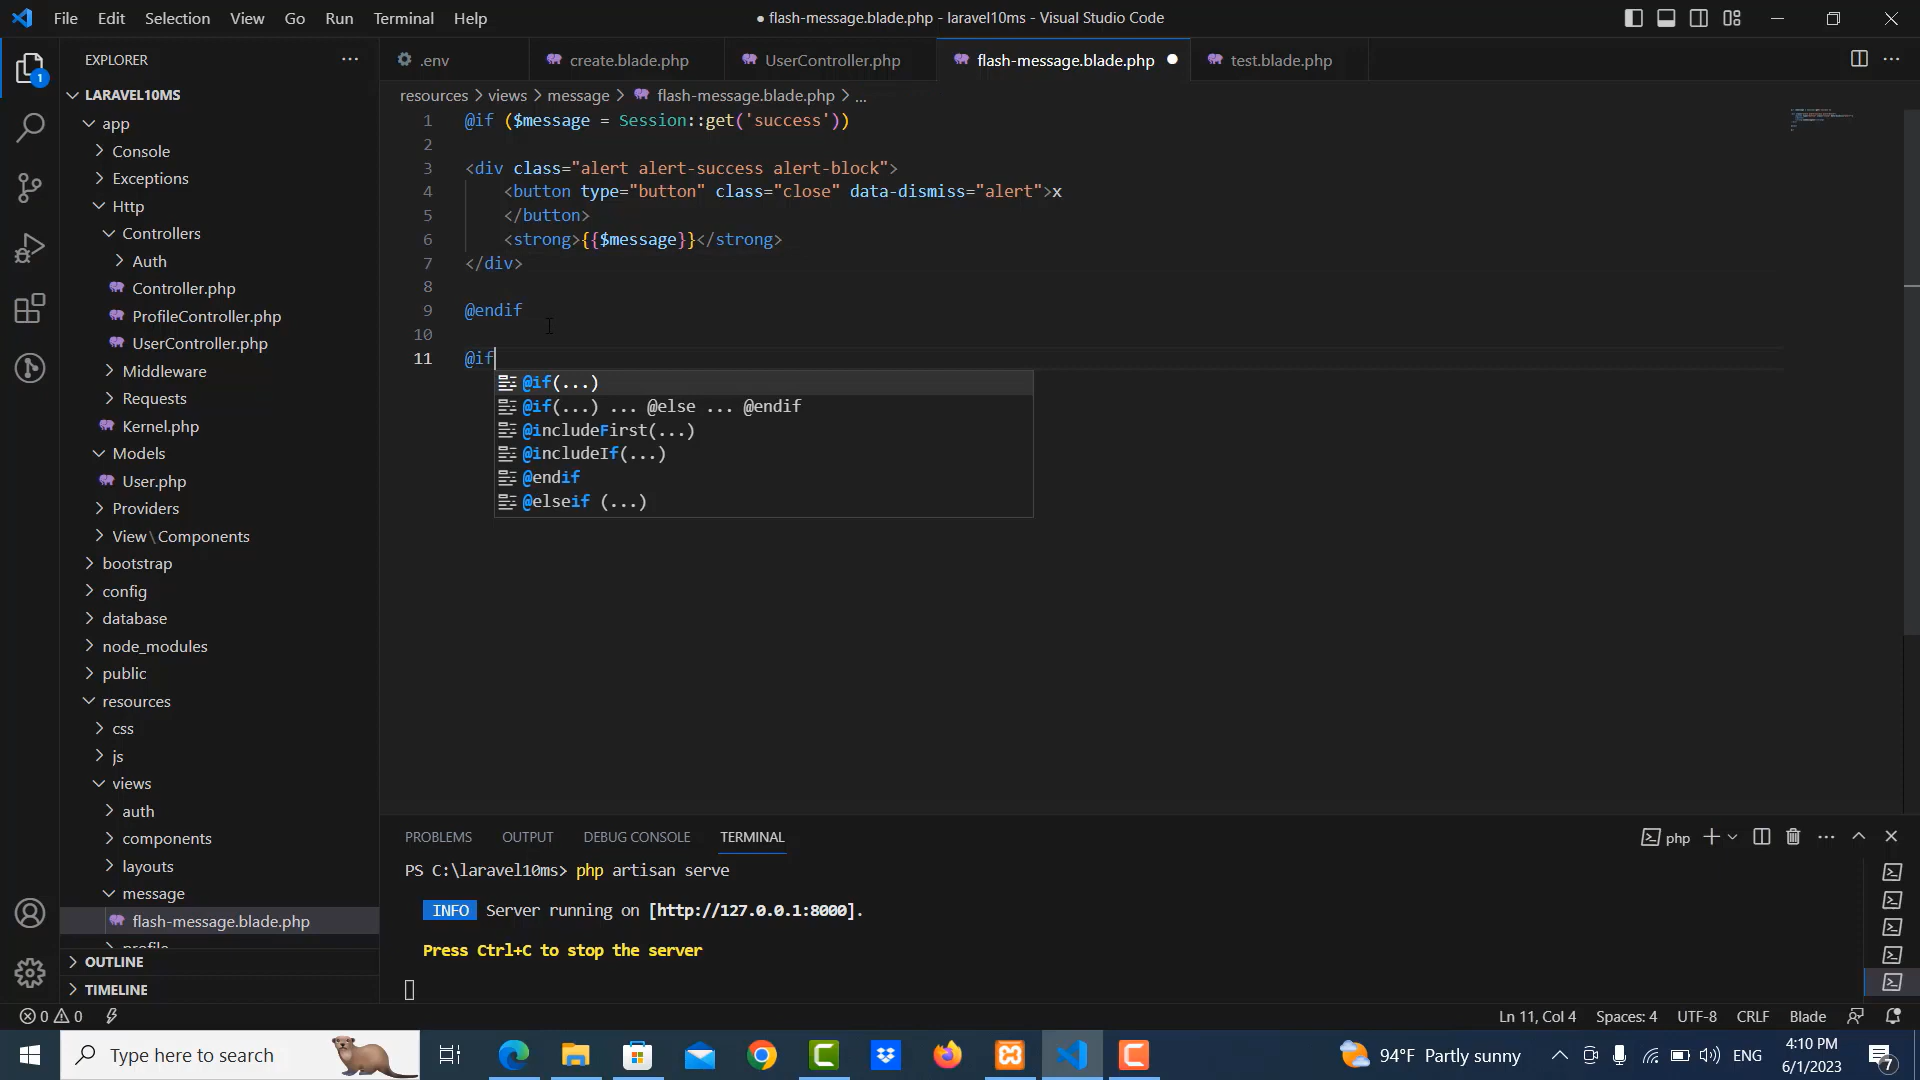 File Edit Selection View Go Run Terminal Help
● flash-message.blade.php - laravel10ms - Visual Studio Code
EXPLORER
.env
create.blade.php
UserController.php
flash-message.blade.php
test.blade.php
1
LARAVEL10MS
app
Console
Exceptions
Http
Controllers
Auth
Controller.php
ProfileController.php
UserController.php
Middleware
Requests
Kernel.php
Models
User.php
Providers
View\Components
bootstrap
config
database
node_modules
public
resources
css
js
views
auth
components
layouts
message
flash-message.blade.php
profile
OUTLINE
TIMELINE
resources > views > message > flash-message.blade.php > ...
1 @if ($message = Session::get('success'))
2
3 <div class="alert alert-success alert-block">
4 <button type="button" class="close" data-dismiss="alert">x
5 </button>
6 <strong>{{$message}}</strong>
7 </div>
8
9 @endif
10
11 @if
@if(...)
@if(...) ... @else ... @endif
@includeFirst(...)
@includeIf(...)
@endif
@elseif (...)
PROBLEMS OUTPUT DEBUG CONSOLE TERMINAL
php
PS C:\laravel10ms> php artisan serve
INFO Server running on [http://127.0.0.1:8000].
Press Ctrl+C to stop the server
0 0
Ln 11, Col 4 Spaces: 4 UTF-8 CRLF Blade
Type here to search
94°F Partly sunny
ENG
4:10 PM
6/1/2023
7